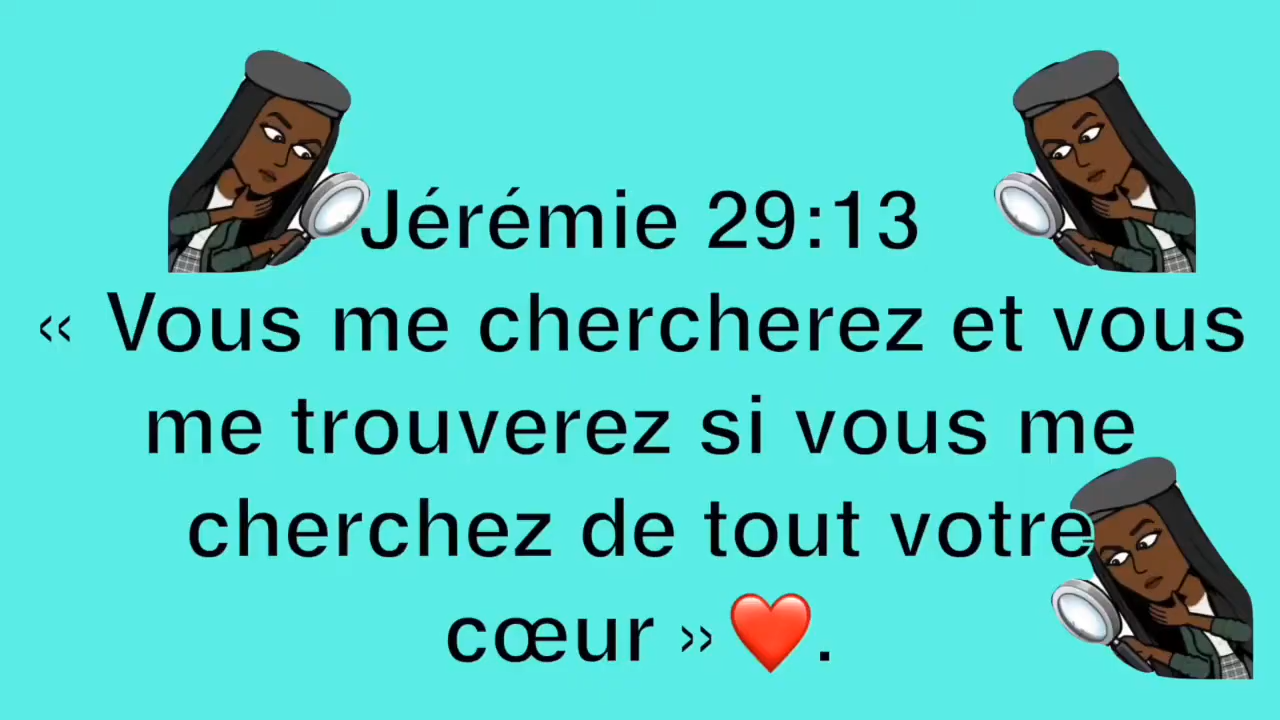 Jérémie 29:13
« Vous me chercherez et vous
me trouverez si vous me
cherchez de tout votre
cœur »❤️.